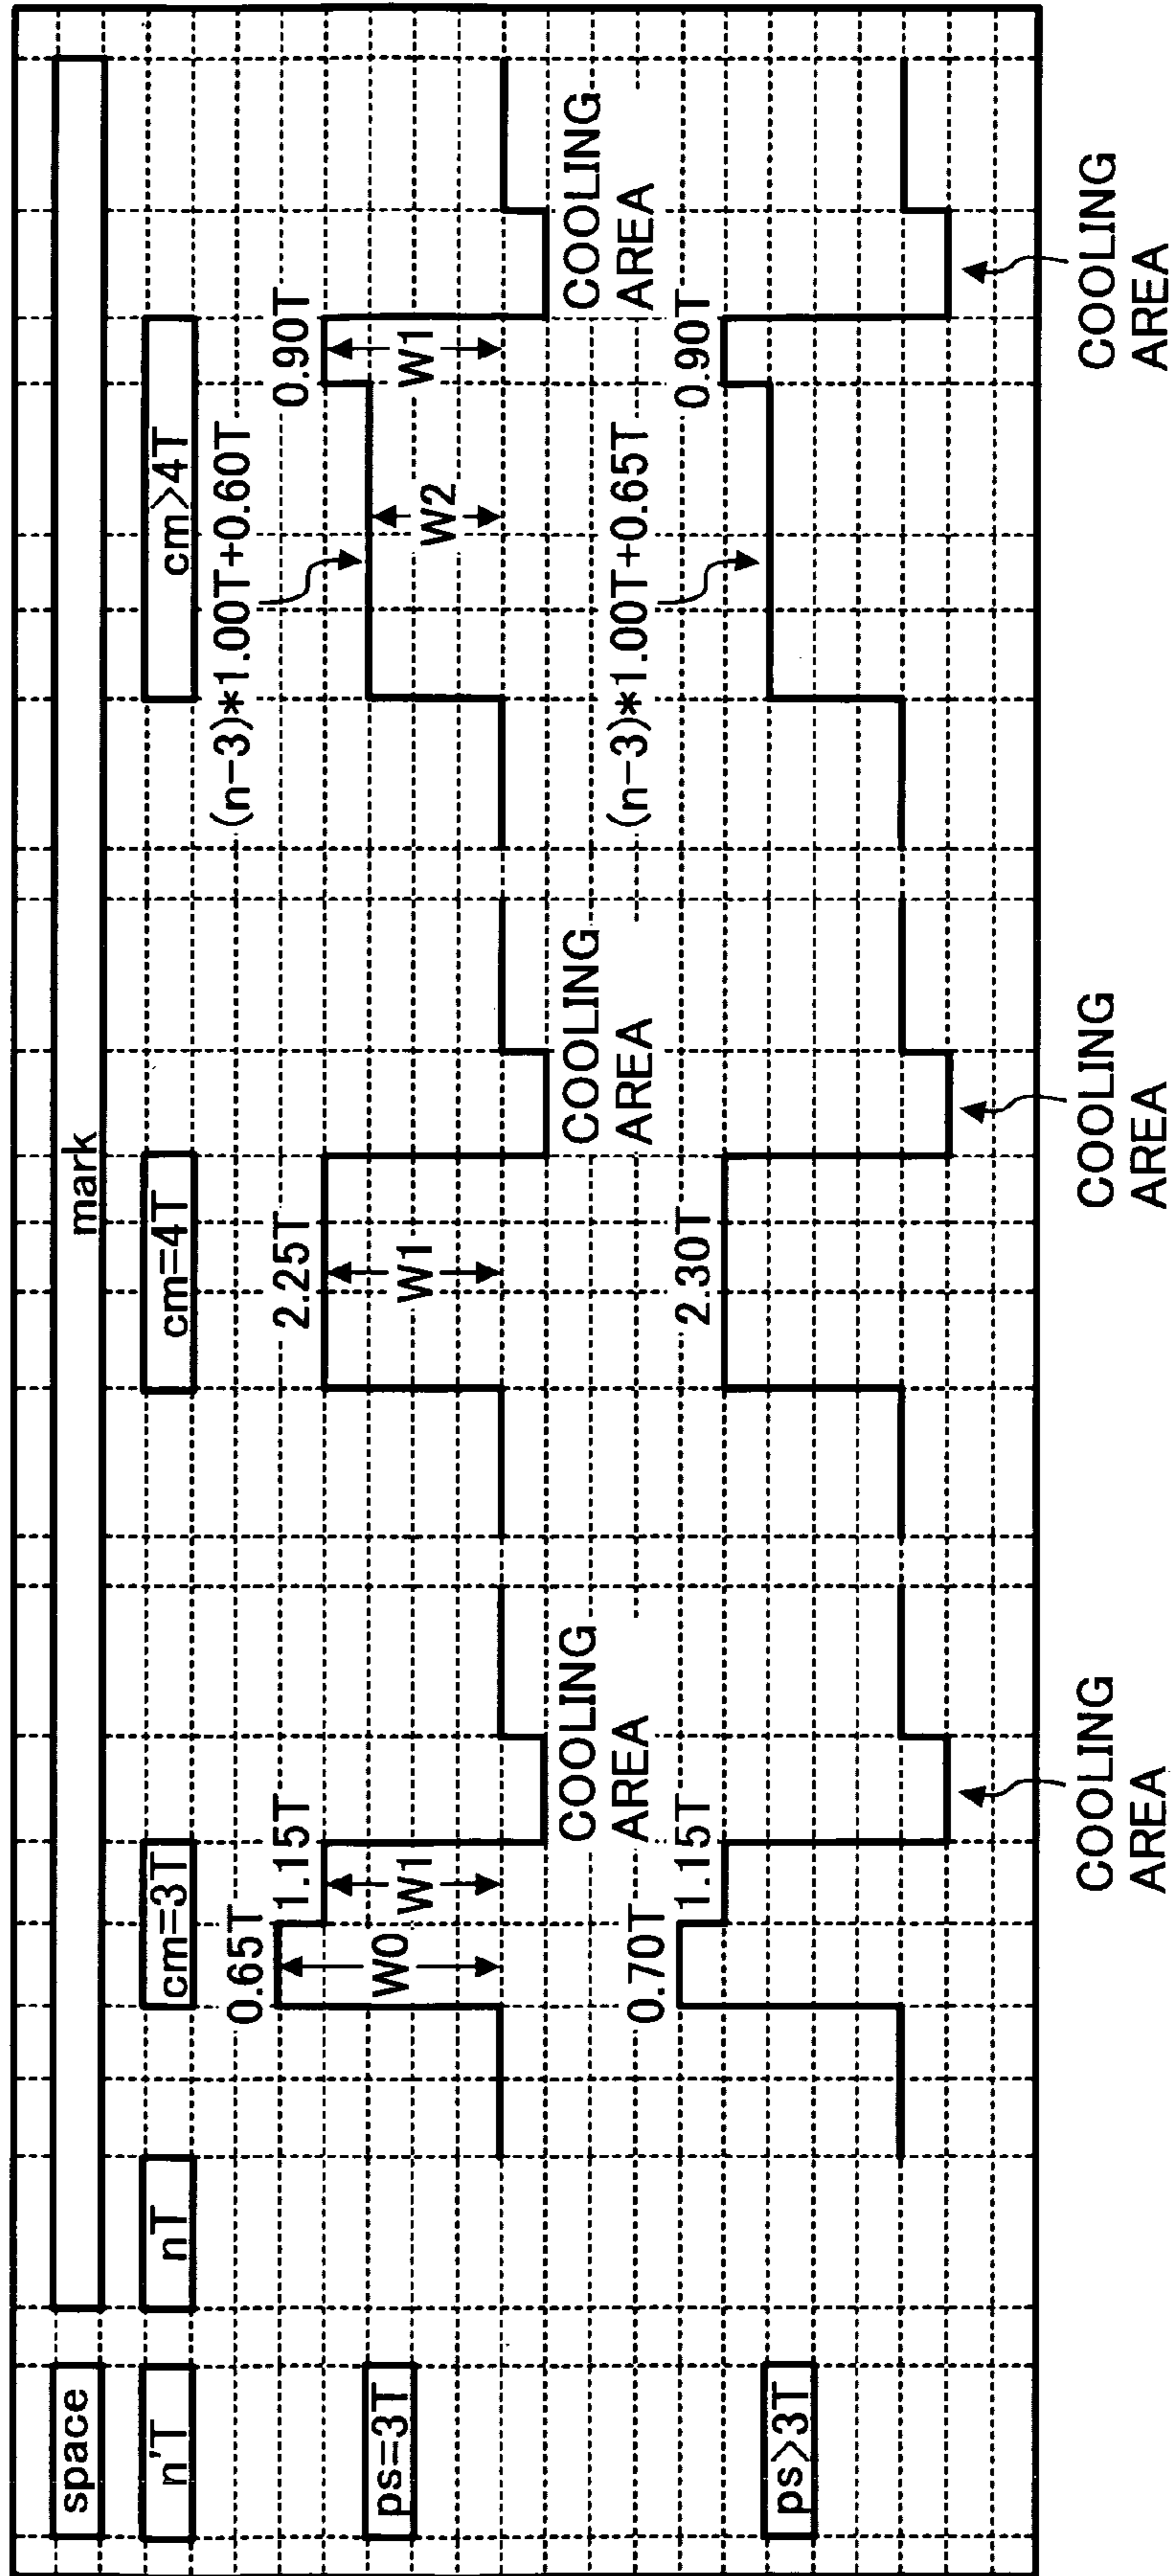 space
mark
n'T
nT
cm=3T
cm=4T
cm>4T
ps=3T
0.65T
1.15T
W0
W1
COOLING
AREA
2.25T
W1
COOLING
AREA
(n-3)*1.00T+0.60T
0.90T
W2
W1
COOLING
AREA
ps>3T
0.70T
1.15T
COOLING
AREA
2.30T
COOLING
AREA
(n-3)*1.00T+0.65T
0.90T
COOLING
AREA